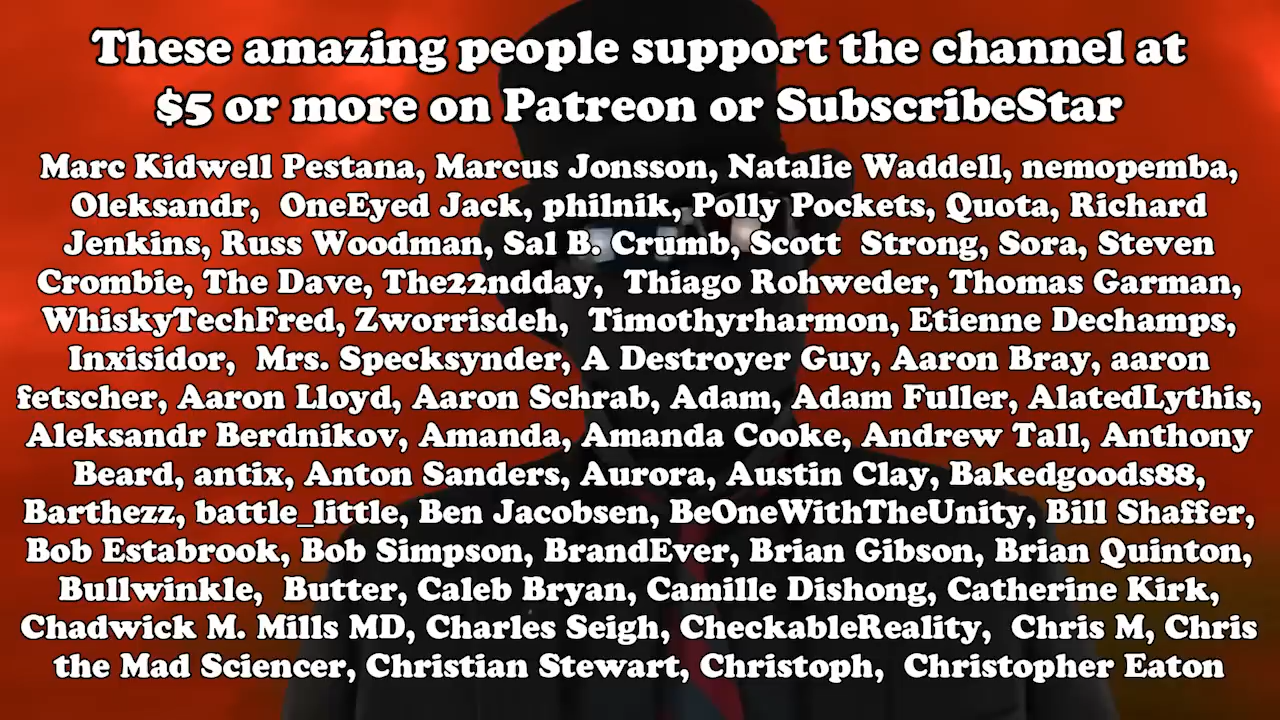 These amazing people support the channel at
$5 or more on Patreon or SubscribeStar
Marc Kidwell Pestana, Marcus Jonsson, Natalie Waddell, nemopemba,
Oleksandr, OneEyed Jack, philnik, Polly Pockets, Quota, Richard
Jenkins, Russ Woodman, Sal B. Crumb, Scott Strong, Sora, Steven
Crombie, The Dave, The22ndday, Thiago Rohweder, Thomas Garman,
WhiskyTechFred, Zworrisdeh, Timothyrharmon, Etienne Dechamps,
Inxisidor, Mrs. Specksynder, A Destroyer Guy, Aaron Bray, aaron
fetscher, Aaron Lloyd, Aaron Schrab, Adam, Adam Fuller, AlatedLythis,
Aleksandr Berdnikov, Amanda, Amanda Cooke, Andrew Tall, Anthony
Beard, antix, Anton Sanders, Aurora, Austin Clay, Bakedgoods88,
Barthezz, battle_little, Ben Jacobsen, BeOneWithTheUnity, Bill Shaffer,
Bob Estabrook, Bob Simpson, BrandEver, Brian Gibson, Brian Quinton,
Bullwinkle, Butter, Caleb Bryan, Camille Dishong, Catherine Kirk,
Chadwick M. Mills MD, Charles Seigh, CheckableReality, Chris M, Chris
the Mad Sciencer, Christian Stewart, Christoph, Christopher Eaton